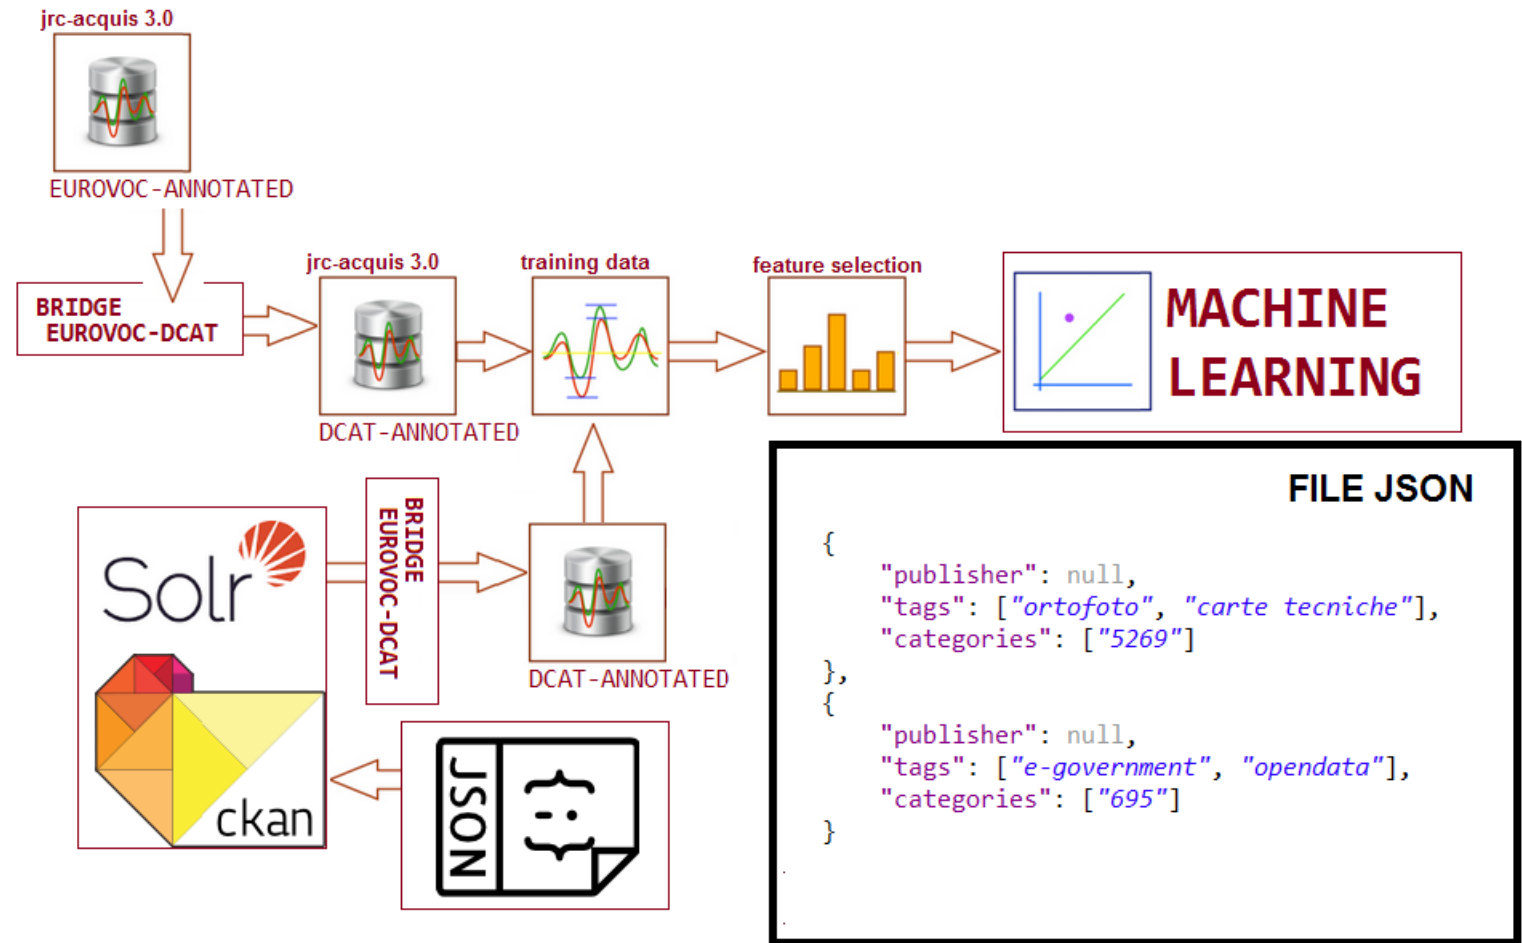 jrc-acquis 3.0
EUROVOC-ANNOTATED
BRIDGE
EUROVOC-DCAT
jrc-acquis 3.0
DCAT-ANNOTATED
training data
feature selection
MACHINE
LEARNING
Solr
ckan
BRIDGE
EUROVOC-DCAT
DCAT-ANNOTATED
JSON
{-:}
FILE JSON
{
"publisher": null,
"tags": ["ortofoto", "carte tecniche"],
"categories": ["5269"]
},
{
"publisher": null,
"tags": ["e-government", "opendata"],
"categories": ["695"]
}